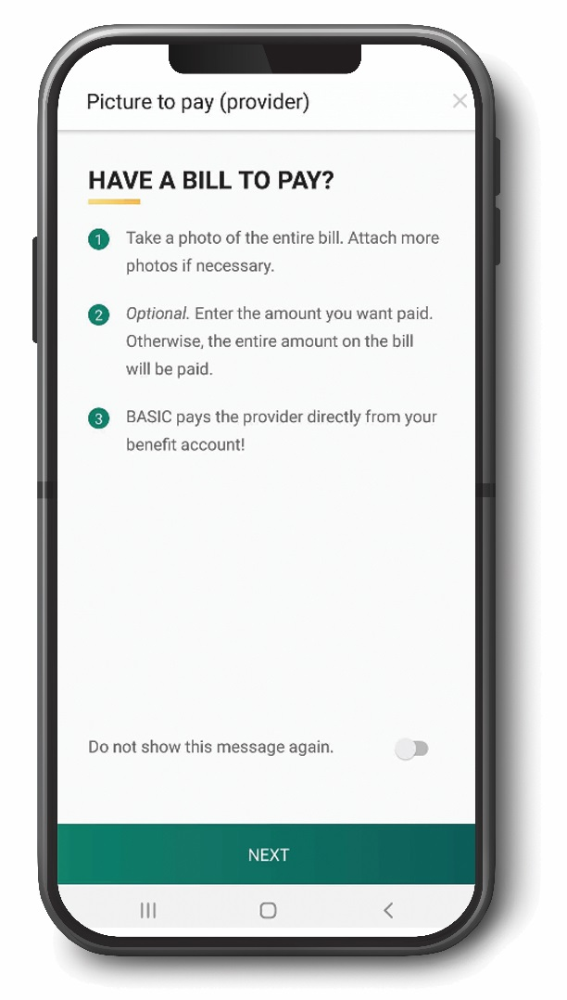 Picture to pay (provider)
HAVE A BILL TO PAY?
1 Take a photo of the entire bill. Attach more
photos if necessary.
2 Optional. Enter the amount you want paid.
Otherwise, the entire amount on the bill
will be paid.
3 BASIC pays the provider directly from your
benefit account!
Do not show this message again.
NEXT